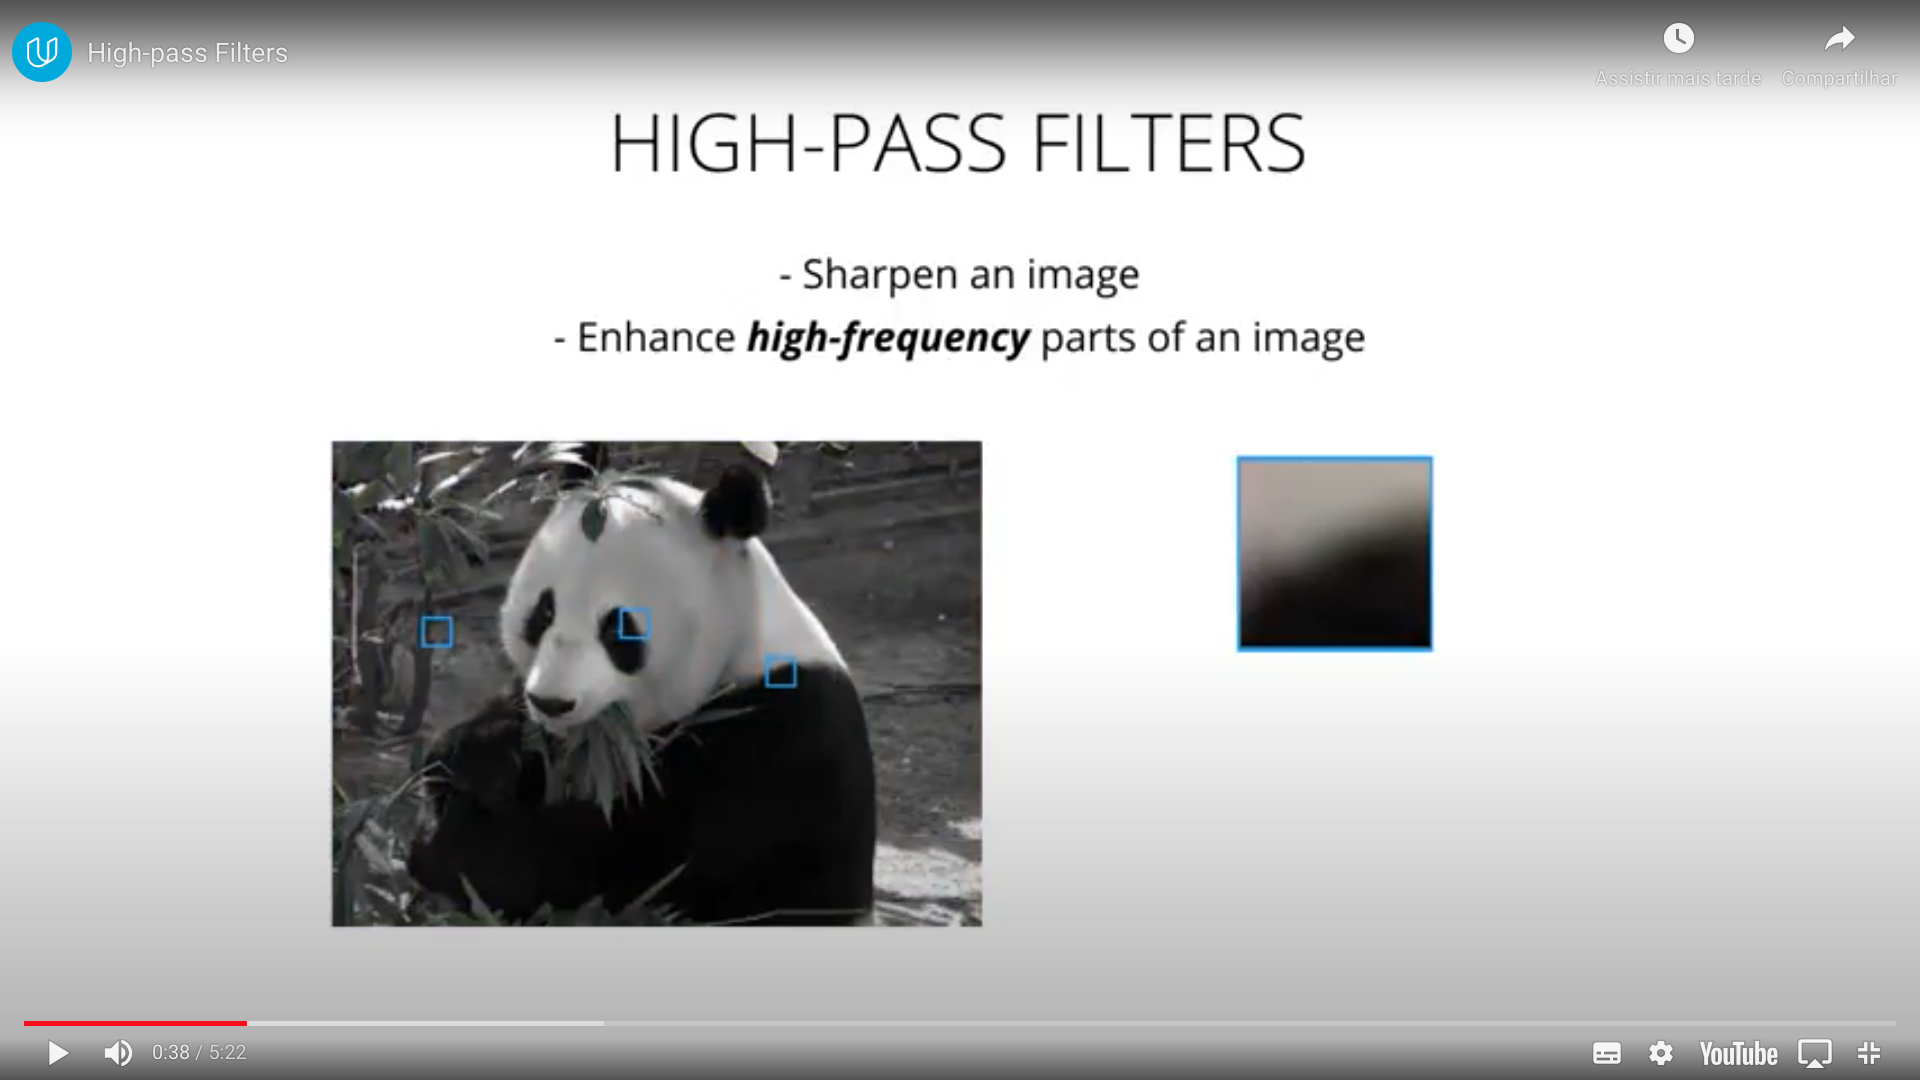 High-pass Filters
Assistir mais tarde
Compartilhar
HIGH-PASS FILTERS
- Sharpen an image
- Enhance high-frequency parts of an image
0:38 / 5:22
YouTube